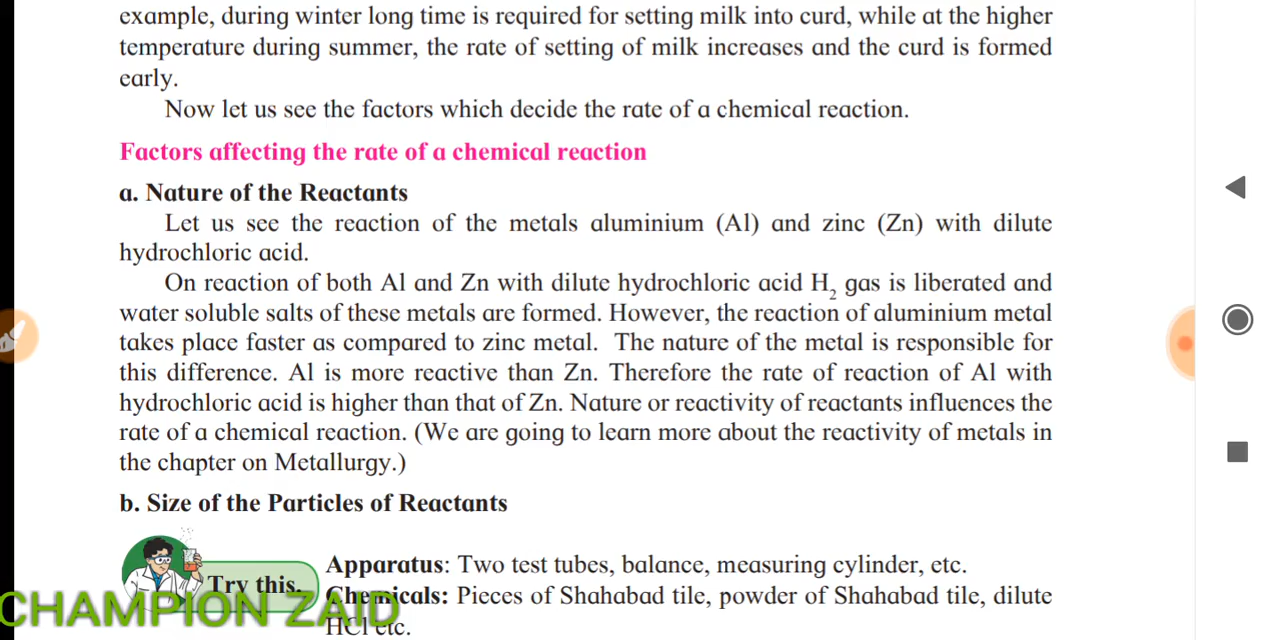 example, during winter long time is required for setting milk into curd, while at the higher
temperature during summer, the rate of setting of milk increases and the curd is formed
early.
Now let us see the factors which decide the rate of a chemical reaction.
Factors affecting the rate of a chemical reaction
a. Nature of the Reactants
Let us see the reaction of the metals aluminium (Al) and zinc (Zn) with dilute
hydrochloric acid.
On reaction of both Al and Zn with dilute hydrochloric acid H₂ gas is liberated and
water soluble salts of these metals are formed. However, the reaction of aluminium metal
takes place faster as compared to zinc metal. The nature of the metal is responsible for
this difference. Al is more reactive than Zn. Therefore the rate of reaction of Al with
hydrochloric acid is higher than that of Zn. Nature or reactivity of reactants influences the
rate of a chemical reaction. (We are going to learn more about the reactivity of metals in
the chapter on Metallurgy.)
b. Size of the Particles of Reactants
Try this.
Apparatus: Two test tubes, balance, measuring cylinder, etc.
Chemicals: Pieces of Shahabad tile, powder of Shahabad tile, dilute
HCl etc.
CHAMPION ZAID